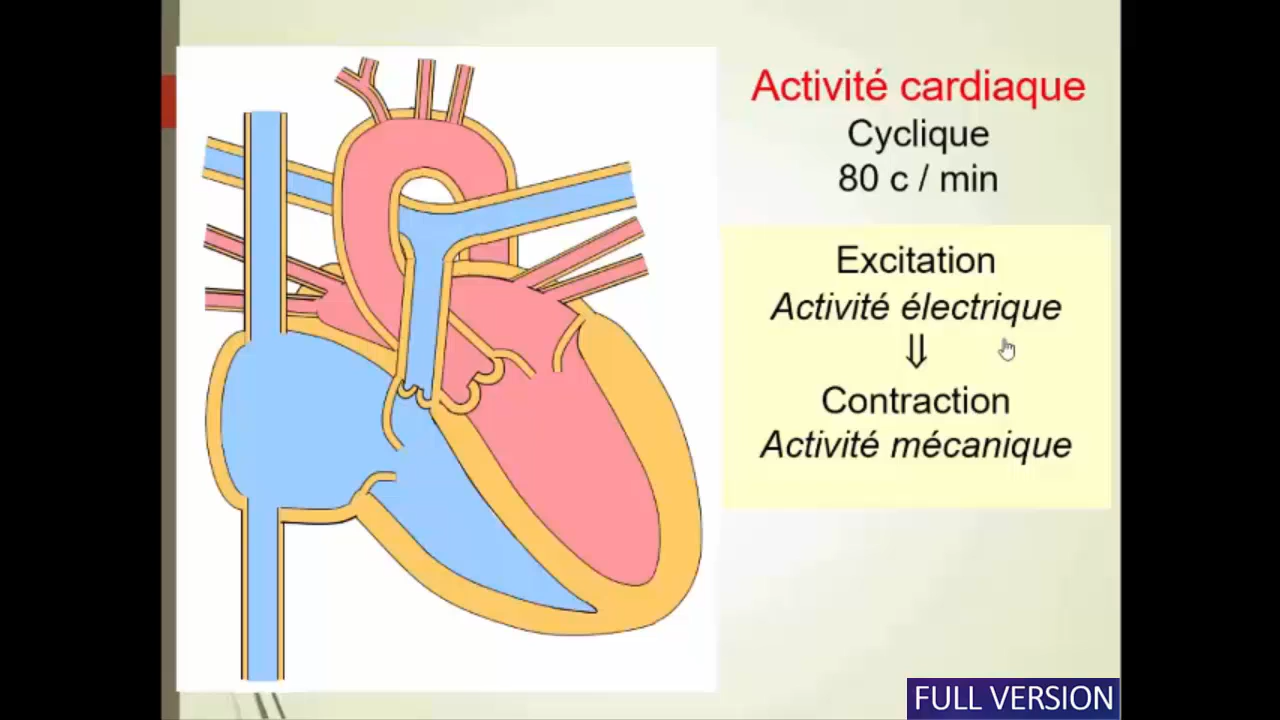 Activité cardiaque
Cyclique
80 c / min
Excitation
Activité électrique
⇓
Contraction
Activité mécanique
FULL VERSION